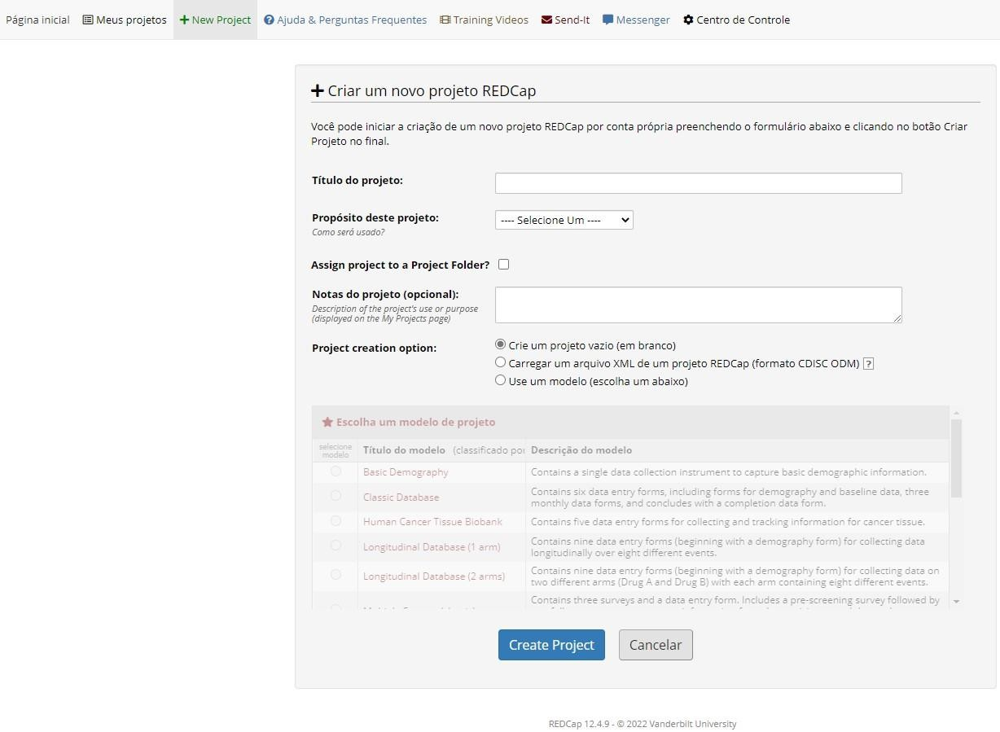 Página inicial Meus projetos New Project Ajuda & Perguntas Frequentes Training Videos Send-It Messenger Centro de Controle
Criar um novo projeto REDCap
Você pode iniciar a criação de um novo projeto REDCap por conta própria preenchendo o formulário abaixo e clicando no botão Criar
Projeto no final.
Título do projeto:
Propósito deste projeto:
Como será usado?
---- Selecione Um ----
Assign project to a Project Folder?
Notas do projeto (opcional):
Description of the project's use or purpose
(displayed on the My Projects page)
Project creation option:
Crie um projeto vazio (em branco)
Carregar um arquivo XML de um projeto REDCap (formato CDISC ODM) ?
Use um modelo (escolha um abaixo)
Escolha um modelo de projeto
selecione
modelo
Título do modelo (classificado por
Descrição do modelo
Basic Demography
Contains a single data collection instrument to capture basic demographic information.
Classic Database
Contains six data entry forms, including forms for demography and baseline data, three
monthly data forms, and concludes with a completion data form.
Human Cancer Tissue Biobank
Contains five data entry forms for collecting and tracking information for cancer tissue.
Longitudinal Database (1 arm)
Contains nine data entry forms (beginning with a demography form) for collecting data
longitudinally over eight different events.
Longitudinal Database (2 arms)
Contains nine data entry forms (beginning with a demography form) for collecting data on
two different arms (Drug A and Drug B) with each arm containing eight different events.
Contains three surveys and a data entry form. Includes a pre-screening survey followed by
Create Project
Cancelar
REDCap 12.4.9 - © 2022 Vanderbilt University